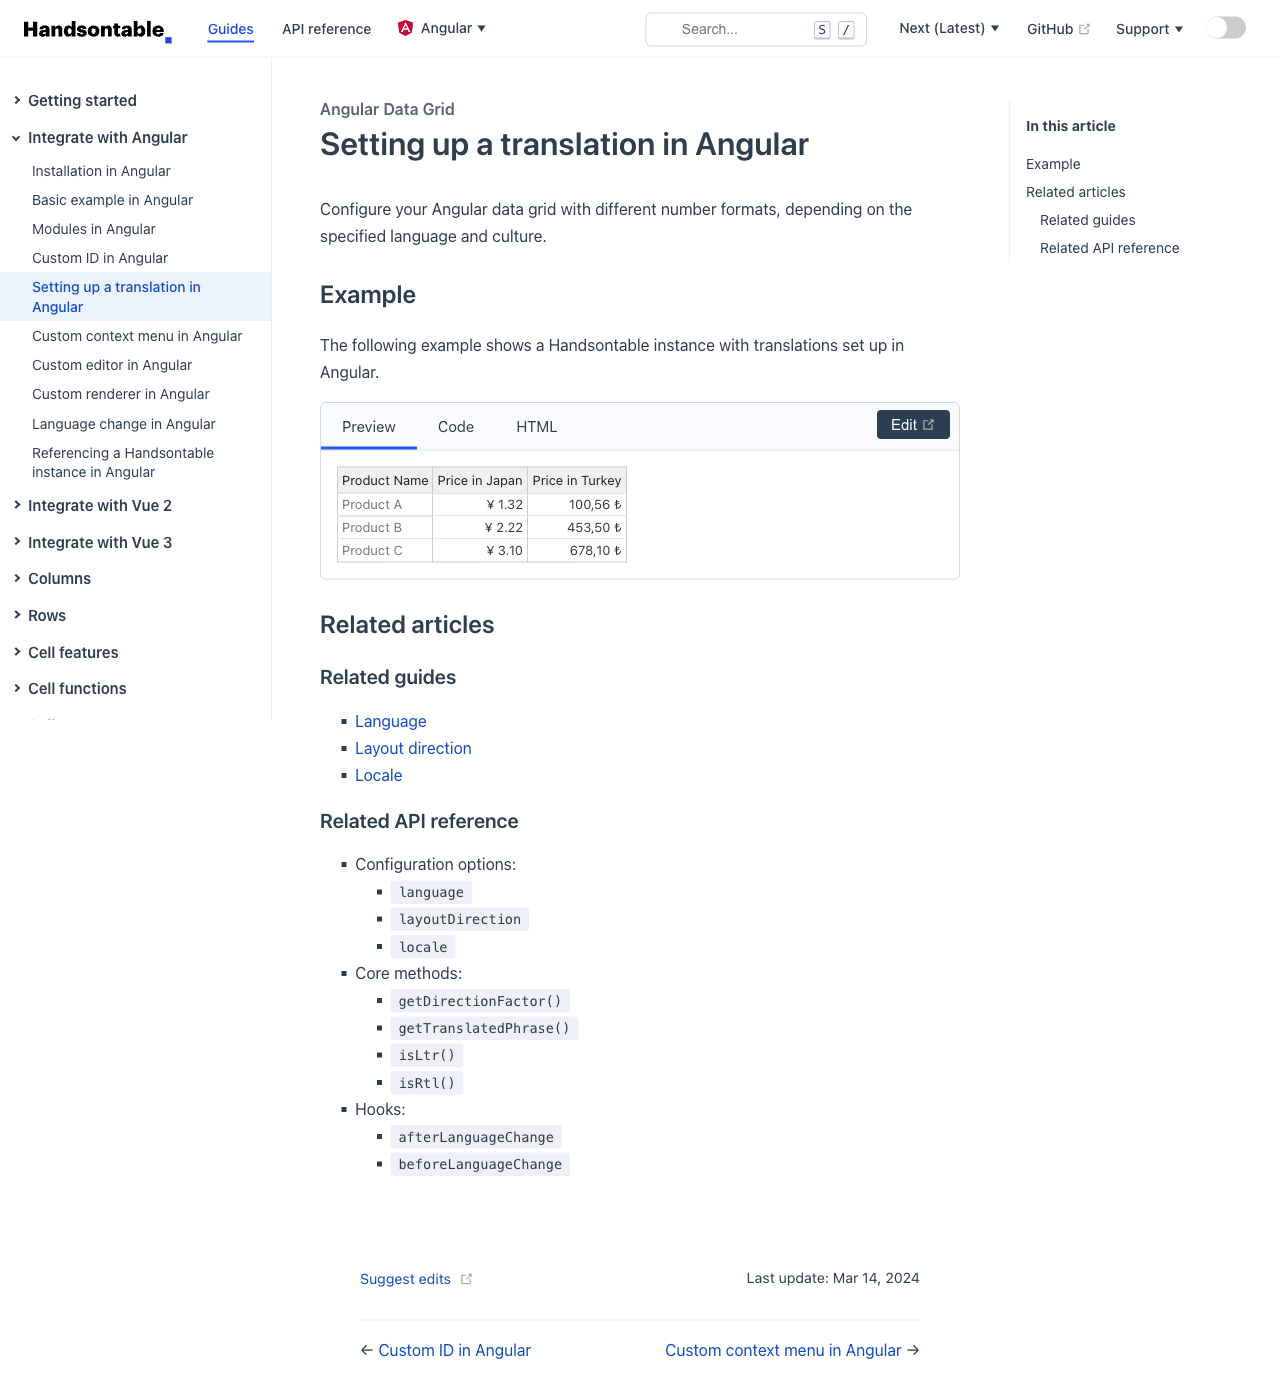 Handsontable
Guides
API reference
Angular
Search...
S
/
Next (Latest)
GitHub
Support
Getting started
Integrate with Angular
Installation in Angular
Basic example in Angular
Modules in Angular
Custom ID in Angular
Setting up a translation in
Angular
Custom context menu in Angular
Custom editor in Angular
Custom renderer in Angular
Language change in Angular
Referencing a Handsontable
instance in Angular
Integrate with Vue 2
Integrate with Vue 3
Columns
Rows
Cell features
Cell functions
Angular Data Grid
Setting up a translation in Angular
Configure your Angular data grid with different number formats, depending on the
specified language and culture.
Example
The following example shows a Handsontable instance with translations set up in
Angular.
Preview Code HTML Edit
Product Name Price in Japan Price in Turkey
Product A ¥ 1.32 100,56 ₺
Product B ¥ 2.22 453,50 ₺
Product C ¥ 3.10 678,10 ₺
Related articles
Related guides
▪ Language
▪ Layout direction
▪ Locale
Related API reference
▪ Configuration options:
▪ language
▪ layoutDirection
▪ locale
▪ Core methods:
▪ getDirectionFactor()
▪ getTranslatedPhrase()
▪ isLtr()
▪ isRtl()
▪ Hooks:
▪ afterLanguageChange
▪ beforeLanguageChange
Suggest edits
Last update: Mar 14, 2024
← Custom ID in Angular
Custom context menu in Angular →
In this article
Example
Related articles
Related guides
Related API reference